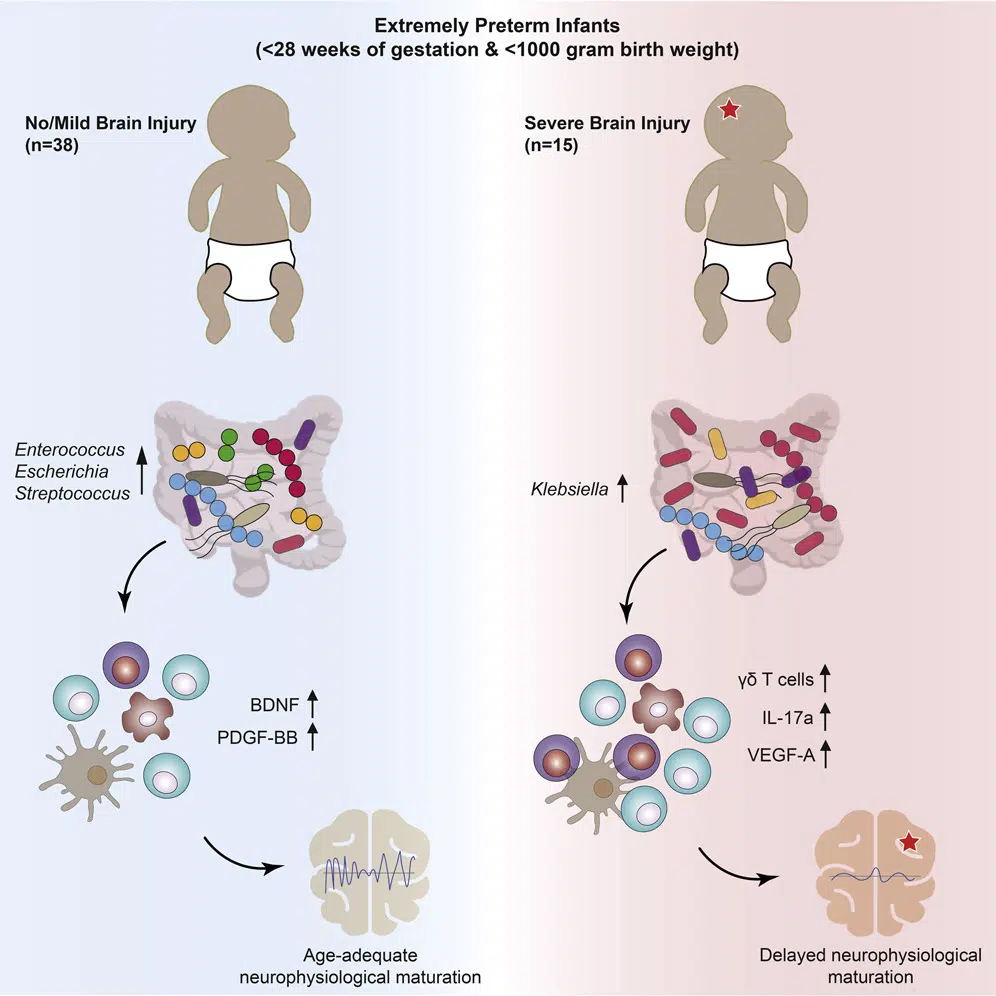 Extremely Preterm Infants
(<28 weeks of gestation & <1000 gram birth weight)
No/Mild Brain Injury
(n=38)
Severe Brain Injury
(n=15)
Enterococcus
Escherichia
Streptococcus
Klebsiella
BDNF
PDGF-BB
γδ T cells
IL-17a
VEGF-A
Age-adequate
neurophysiological maturation
Delayed neurophysiological
maturation